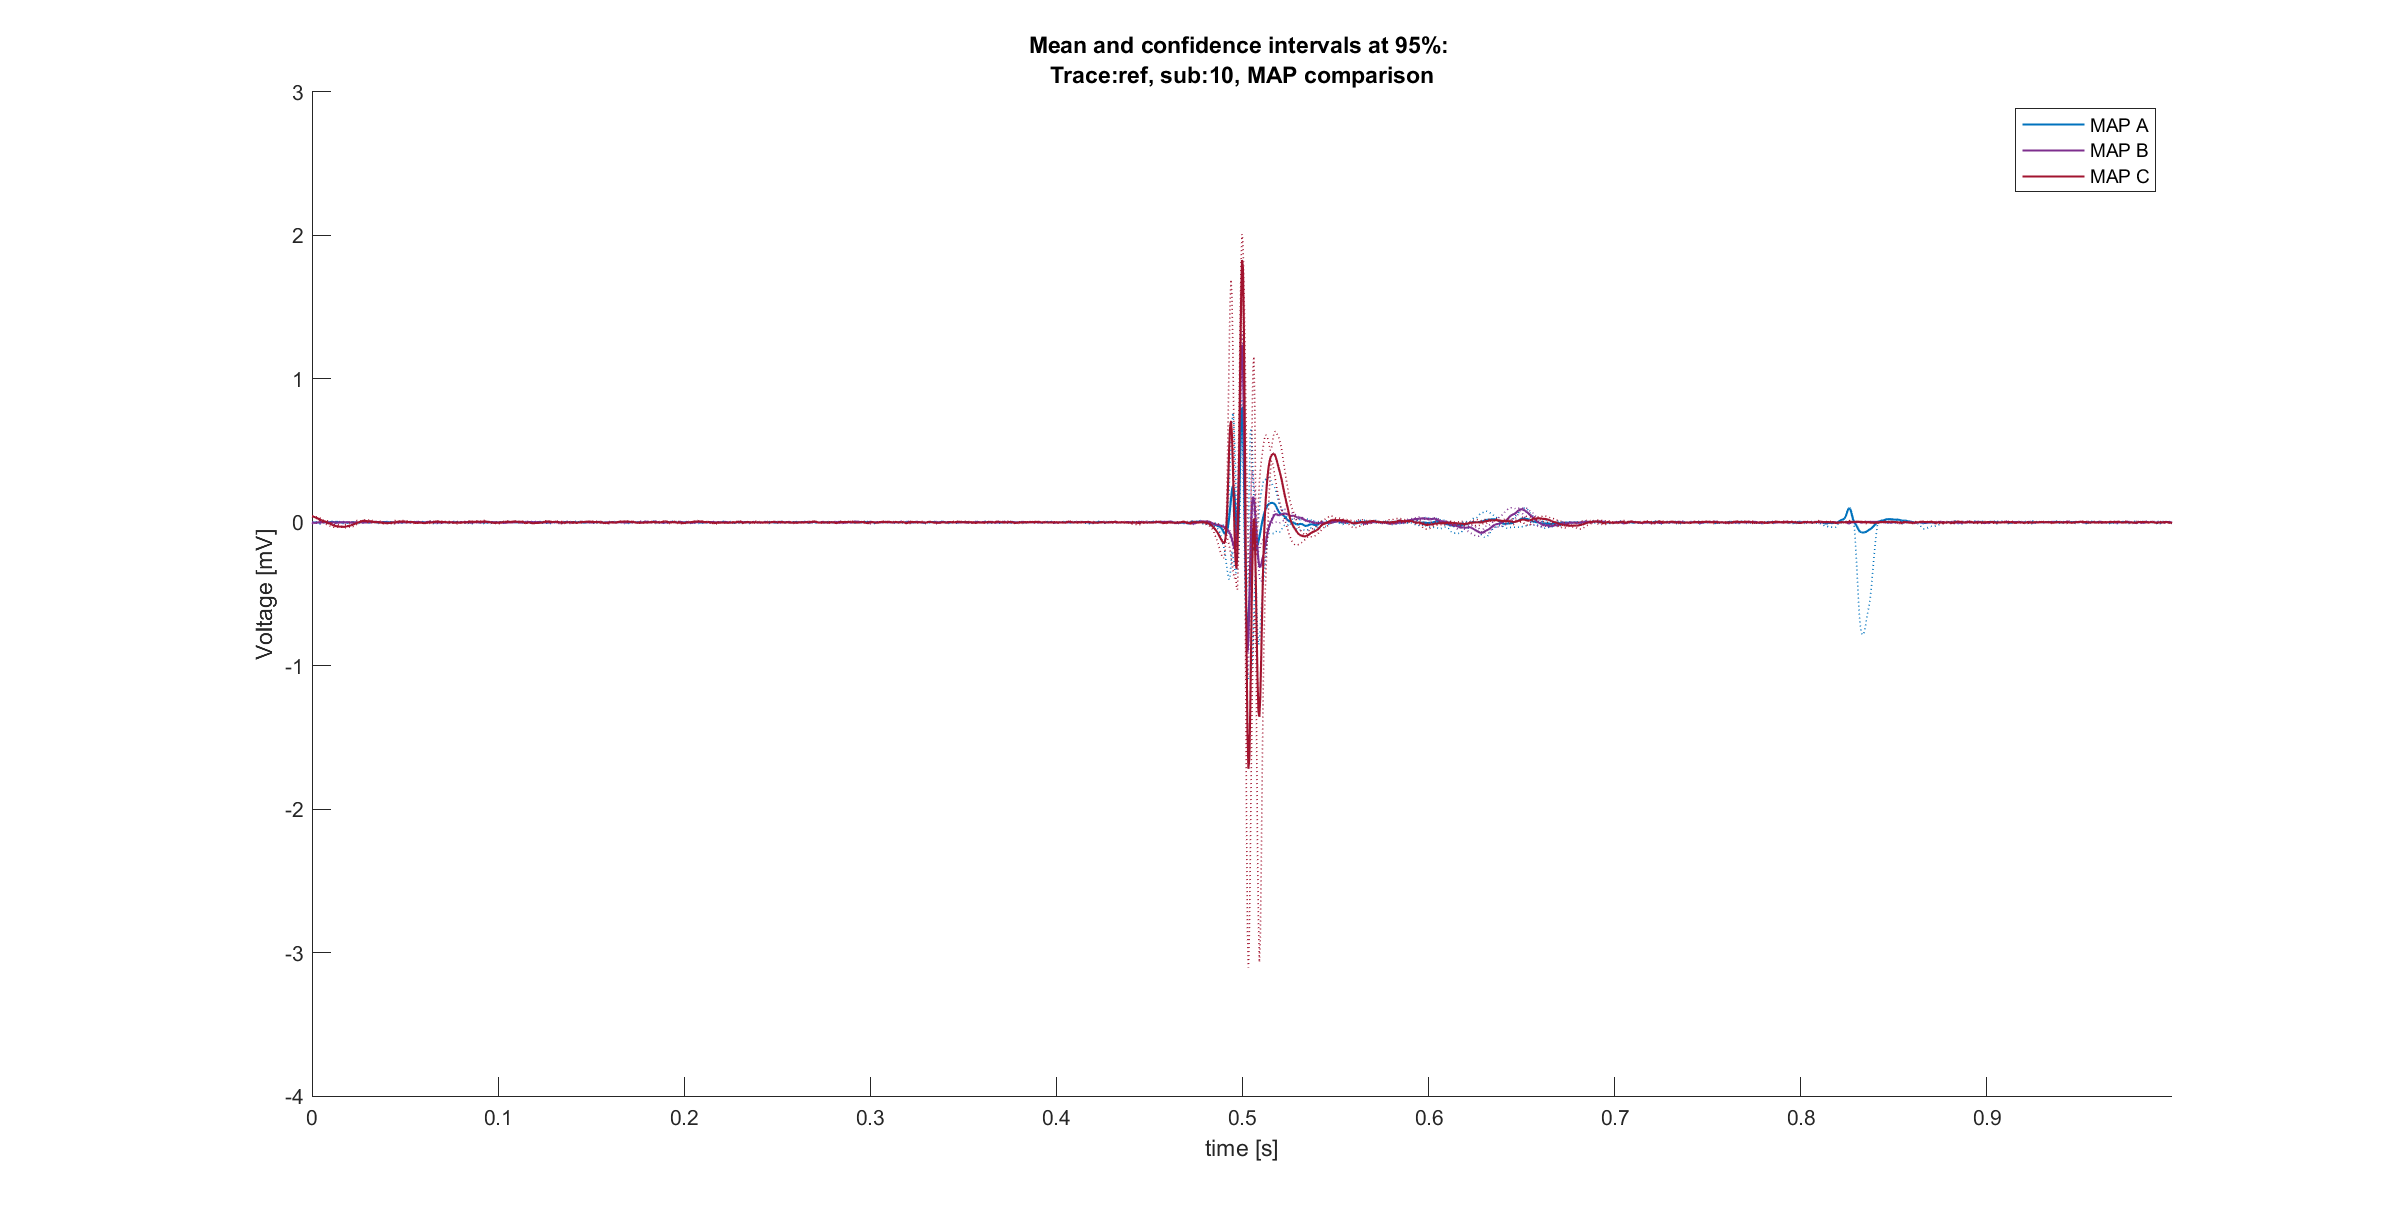 Mean and confidence intervals at 95%:
Trace:ref, sub:10, MAP comparison
3
2
1
0
-1
-2
-3
-4
Voltage [mV]
MAP A
MAP B
MAP C
0
0.1
0.2
0.3
0.4
0.5
0.6
0.7
0.8
0.9
time [s]